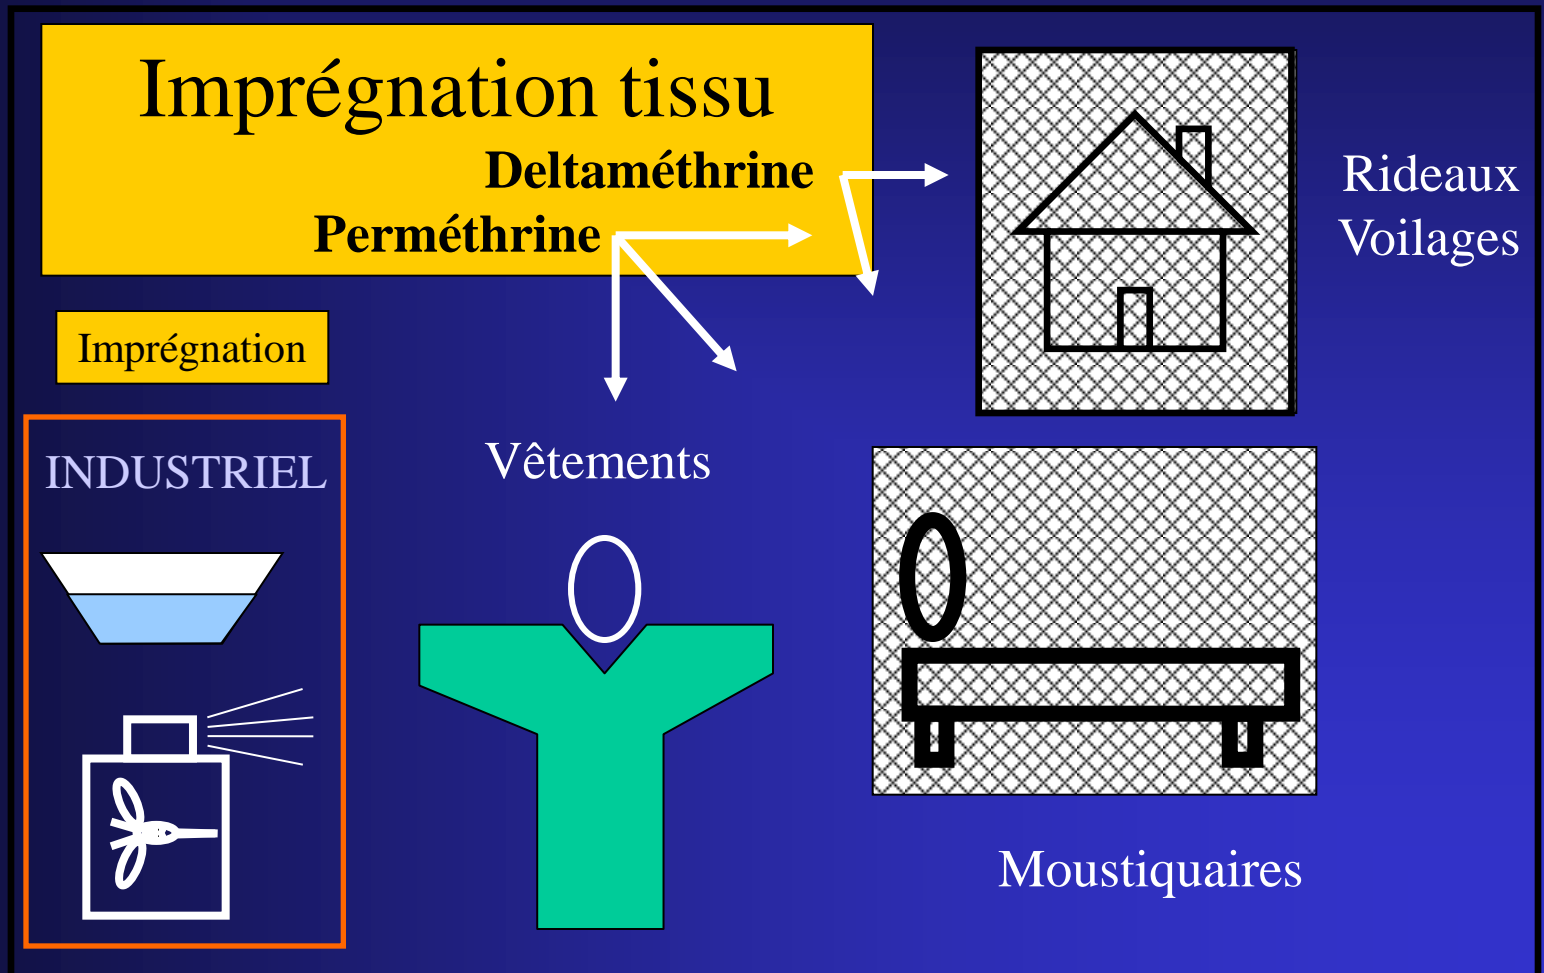 Imprégnation tissu
Deltaméthrine
Perméthrine
Rideaux
Voilages
Imprégnation
INDUSTRIEL
Vêtements
Moustiquaires